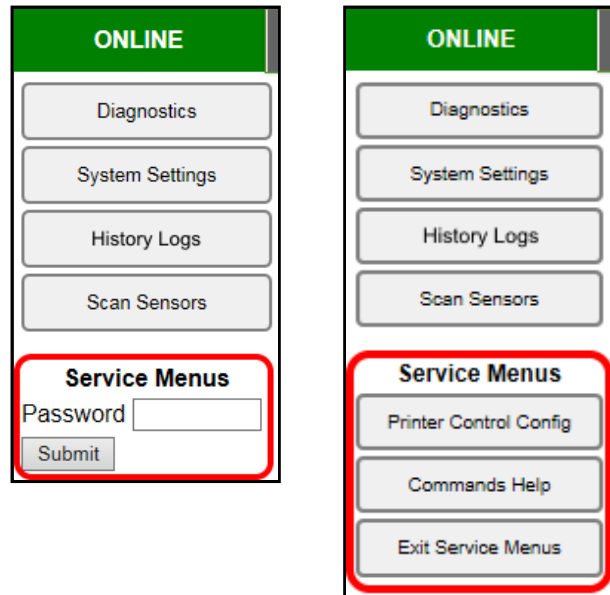 ONLINE
Diagnostics
System Settings
History Logs
Scan Sensors
Service Menus
Password
Submit
ONLINE
Diagnostics
System Settings
History Logs
Scan Sensors
Service Menus
Printer Control Config
Commands Help
Exit Service Menus